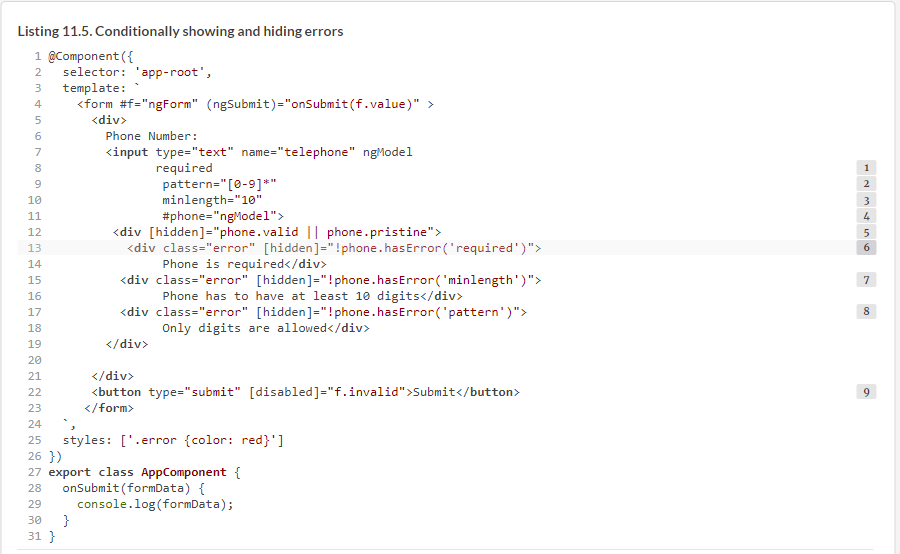 Listing 11.5. Conditionally showing and hiding errors
1 @Component({
2   selector: 'app-root',
3   template: `
4     <form #f="ngForm" (ngSubmit)="onSubmit(f.value)" >
5       <div>
6         Phone Number:
7         <input type="text" name="telephone" ngModel
8                required 1
9                 pattern="[0-9]*" 2
10                 minlength="10" 3
11                 #phone="ngModel"> 4
12          <div [hidden]="phone.valid || phone.pristine"> 5
13            <div class="error" [hidden]="!phone.hasError('required')"> 6
14                 Phone is required</div>
15           <div class="error" [hidden]="!phone.hasError('minlength')"> 7
16                 Phone has to have at least 10 digits</div>
17           <div class="error" [hidden]="!phone.hasError('pattern')"> 8
18                 Only digits are allowed</div>
19         </div>
20
21       </div>
22       <button type="submit" [disabled]="f.invalid">Submit</button> 9
23      </form>
24   `,
25   styles: ['.error {color: red}']
26 })
27 export class AppComponent {
28   onSubmit(formData) {
29     console.log(formData);
30   }
31 }